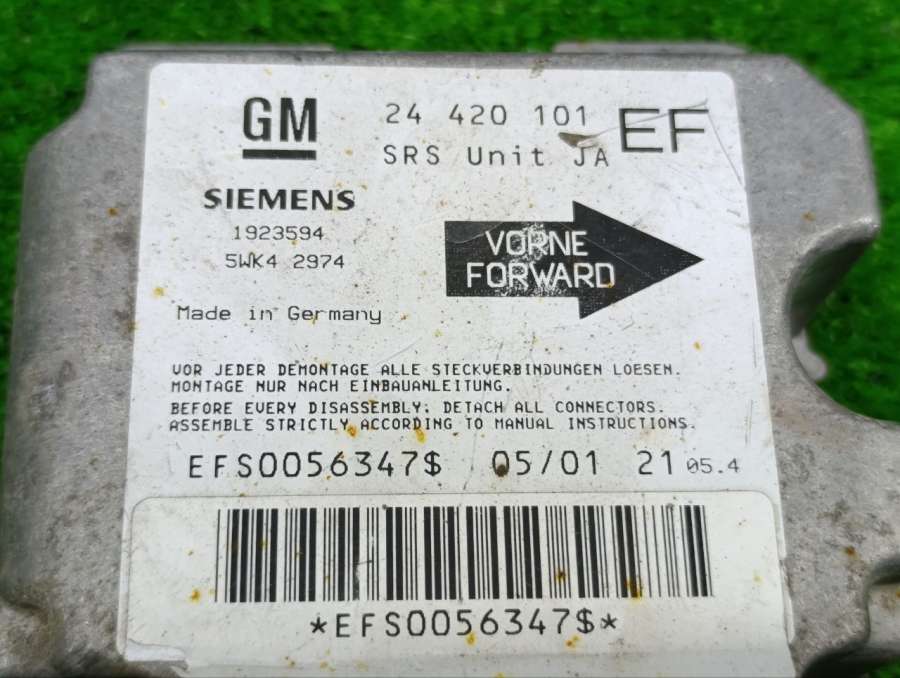 GM 24 420 101 EF
SRS Unit JA
SIEMENS
1923594
5WK4 2974
VORNE
FORWARD
Made in Germany
VOR JEDER DEMONTAGE ALLE STECKVERBINDUNGEN LOESEN.
MONTAGE NUR NACH EINBAUANLEITUNG.
BEFORE EVERY DISASSEMBLY; DETACH ALL CONNECTORS.
ASSEMBLE STRICTLY ACCORDING TO MANUAL INSTRUCTIONS.
EFS0056347$ 05/01 21 05.4
*EFS0056347$*